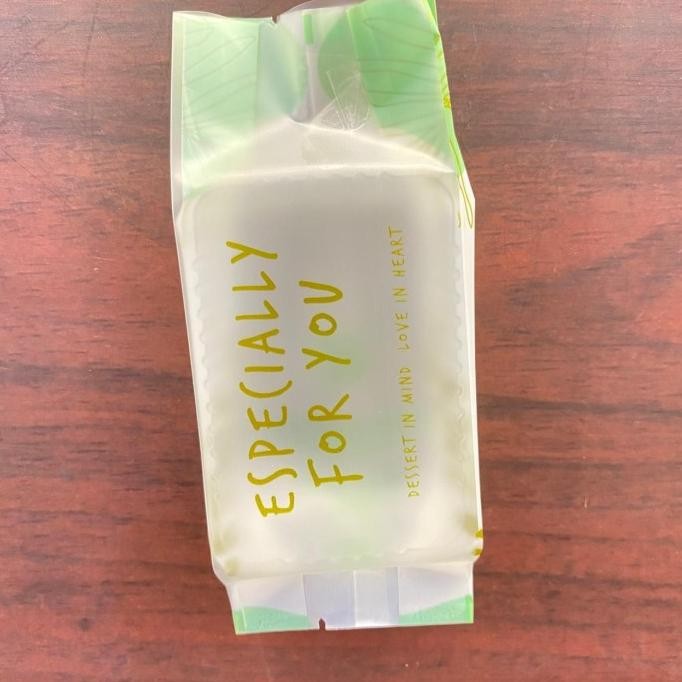 ESPECIALLY
FOR YOU
DESSERT IN MIND LOVE IN HEART